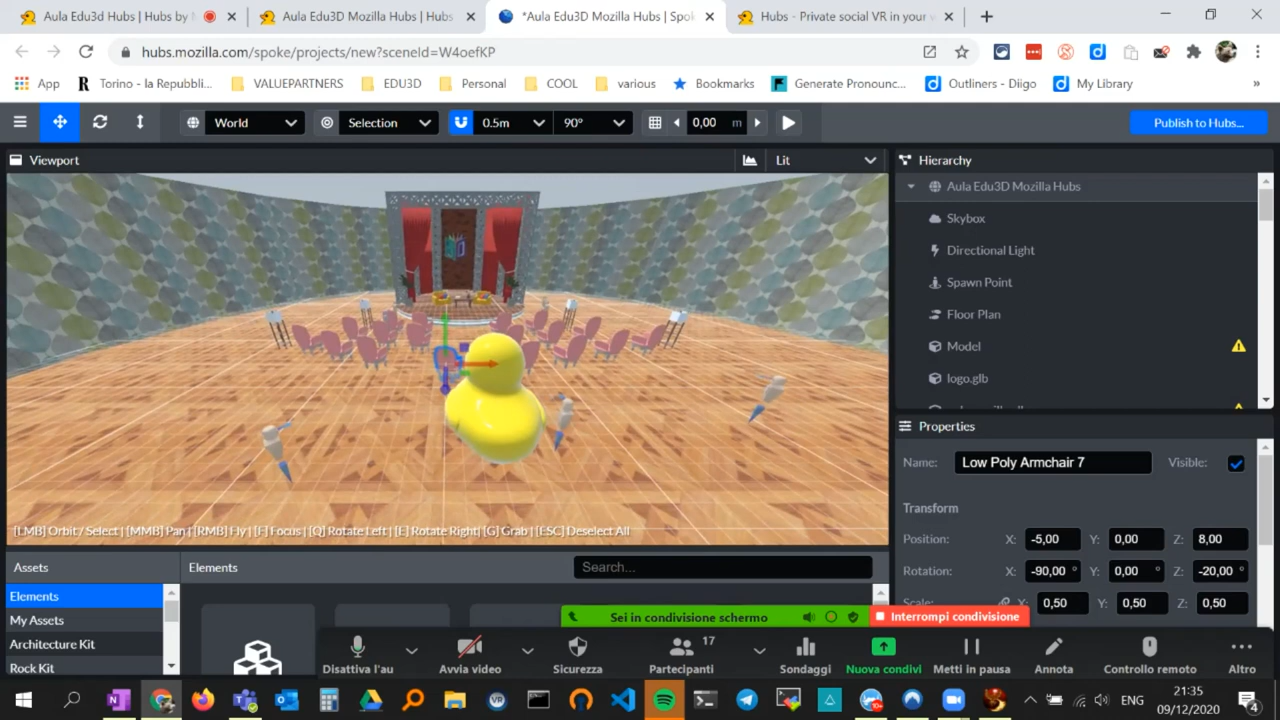 Aula Edu3d Hubs | Hubs by M
Aula Edu3D Mozilla Hubs | Hubs
*Aula Edu3D Mozilla Hubs | Spok
Hubs - Private social VR in your w
hubs.mozilla.com/spoke/projects/new?sceneId=W4oefKP
App
Torino - la Repubbli...
VALUEPARTNERS
EDU3D
Personal
COOL
various
Bookmarks
Generate Pronounc...
Outliners - Diigo
My Library
»
World
Selection
0.5m
90°
0,00 m
Publish to Hubs...
Viewport
Lit
Hierarchy
Aula Edu3D Mozilla Hubs
Skybox
Directional Light
Spawn Point
Floor Plan
Model
logo.glb
[LMB] Orbit / Select | [MMB] Pan | [RMB] Fly | [F] Focus | [Q] Rotate Left | [E] Rotate Right | [G] Grab | [ESC] Deselect All
Properties
Name: Low Poly Armchair 7 Visible:
Transform
Position: X: -5,00 Y: 0,00 Z: 8,00
Rotation: X: -90,00 ° Y: 0,00 ° Z: -20,00 °
Scale: X: 0,50 Y: 0,50 Z: 0,50
Assets
Elements
Search...
Elements
My Assets
Architecture Kit
Rock Kit
Sei in condivisione schermo
Interrompi condivisione
Disattiva l'au
Avvia video
Sicurezza
17
Partecipanti
Sondaggi
Nuova condivi
Metti in pausa
Annota
Controllo remoto
Altro
ENG
21:35
09/12/2020
4